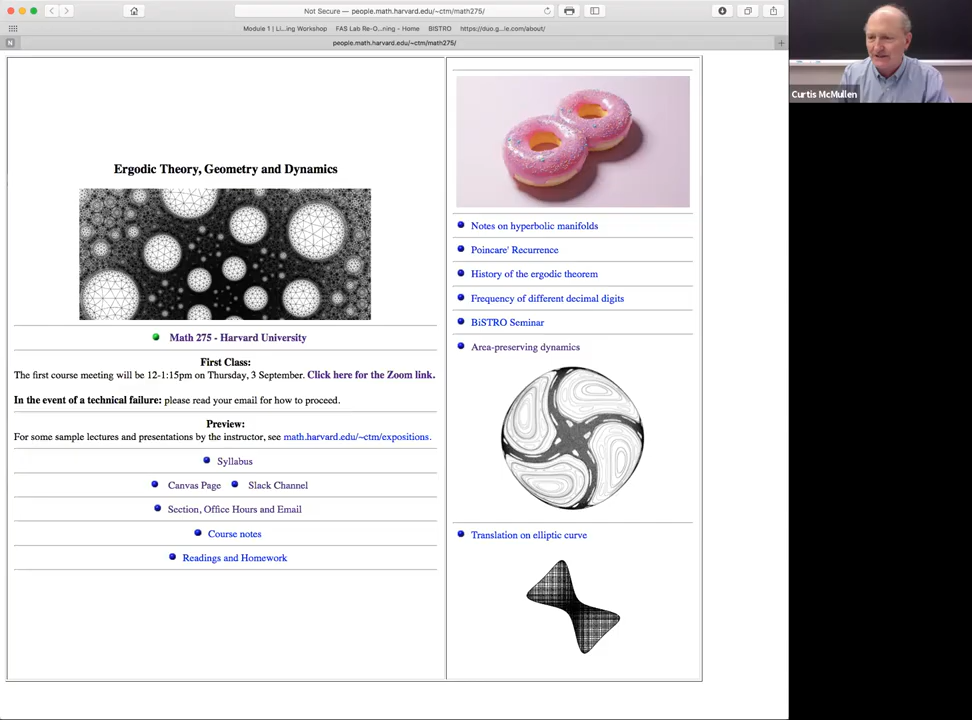 Not Secure — people.math.harvard.edu/~ctm/math275/
Module 1 | Li...ing Workshop FAS Lab Re-O...ning - Home BISTRO https://duo.g...le.com/about/
N people.math.harvard.edu/~ctm/math275/
Curtis McMullen
Ergodic Theory, Geometry and Dynamics
Math 275 - Harvard University
First Class:
The first course meeting will be 12-1:15pm on Thursday, 3 September. Click here for the Zoom link.
In the event of a technical failure: please read your email for how to proceed.
Preview:
For some sample lectures and presentations by the instructor, see math.harvard.edu/~ctm/expositions.
Syllabus
Canvas Page Slack Channel
Section, Office Hours and Email
Course notes
Readings and Homework
Notes on hyperbolic manifolds
Poincare' Recurrence
History of the ergodic theorem
Frequency of different decimal digits
BiSTRO Seminar
Area-preserving dynamics
Translation on elliptic curve